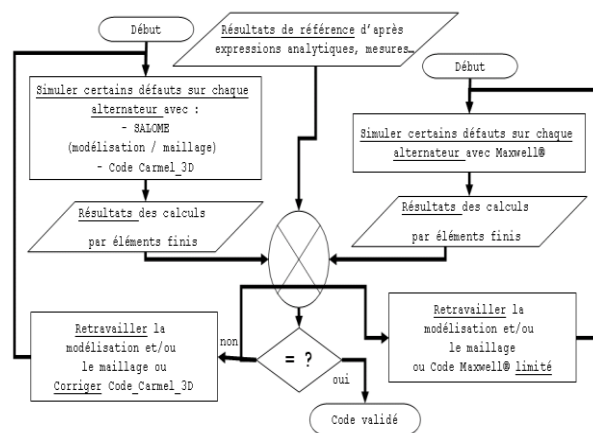 Début
Résultats de référence d'après
expressions analytiques, mesures…
Début
Simuler certains défauts sur chaque
alternateur avec :
- SALOME
(modélisation / maillage)
- Code Carmel_3D
Simuler certains défauts sur chaque
alternateur avec Maxwell®
Résultats des calculs
par éléments finis
Résultats des calculs
par éléments finis
Retravailler la
modélisation et/ou
le maillage ou
Corriger Code_Carmel_3D
non
= ?
oui
Retravailler la
modélisation et/ou
le maillage
ou Code Maxwell® limité
Code validé